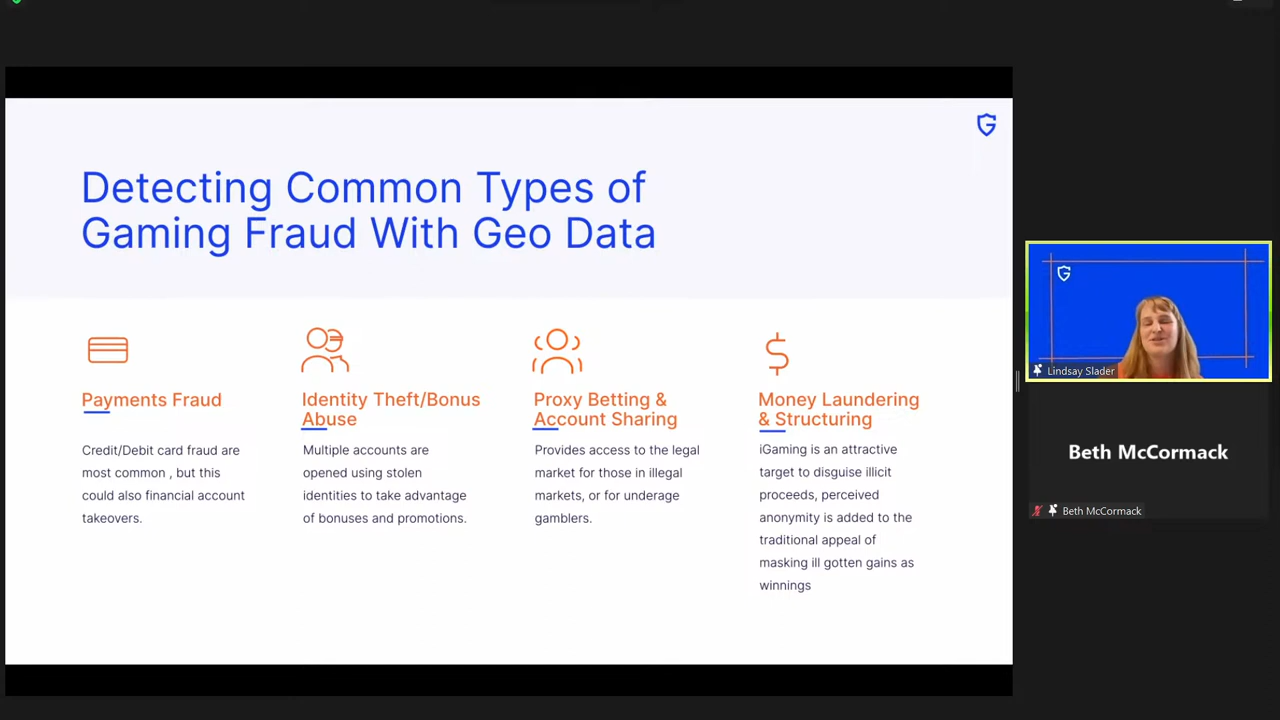 Detecting Common Types of
Gaming Fraud With Geo Data
Payments Fraud
Credit/Debit card fraud are
most common , but this
could also financial account
takeovers.
Identity Theft/Bonus
Abuse
Multiple accounts are
opened using stolen
identities to take advantage
of bonuses and promotions.
Proxy Betting &
Account Sharing
Provides access to the legal
market for those in illegal
markets, or for underage
gamblers.
Money Laundering
& Structuring
iGaming is an attractive
target to disguise illicit
proceeds, perceived
anonymity is added to the
traditional appeal of
masking ill gotten gains as
winnings
Lindsay Slader
Beth McCormack
Beth McCormack